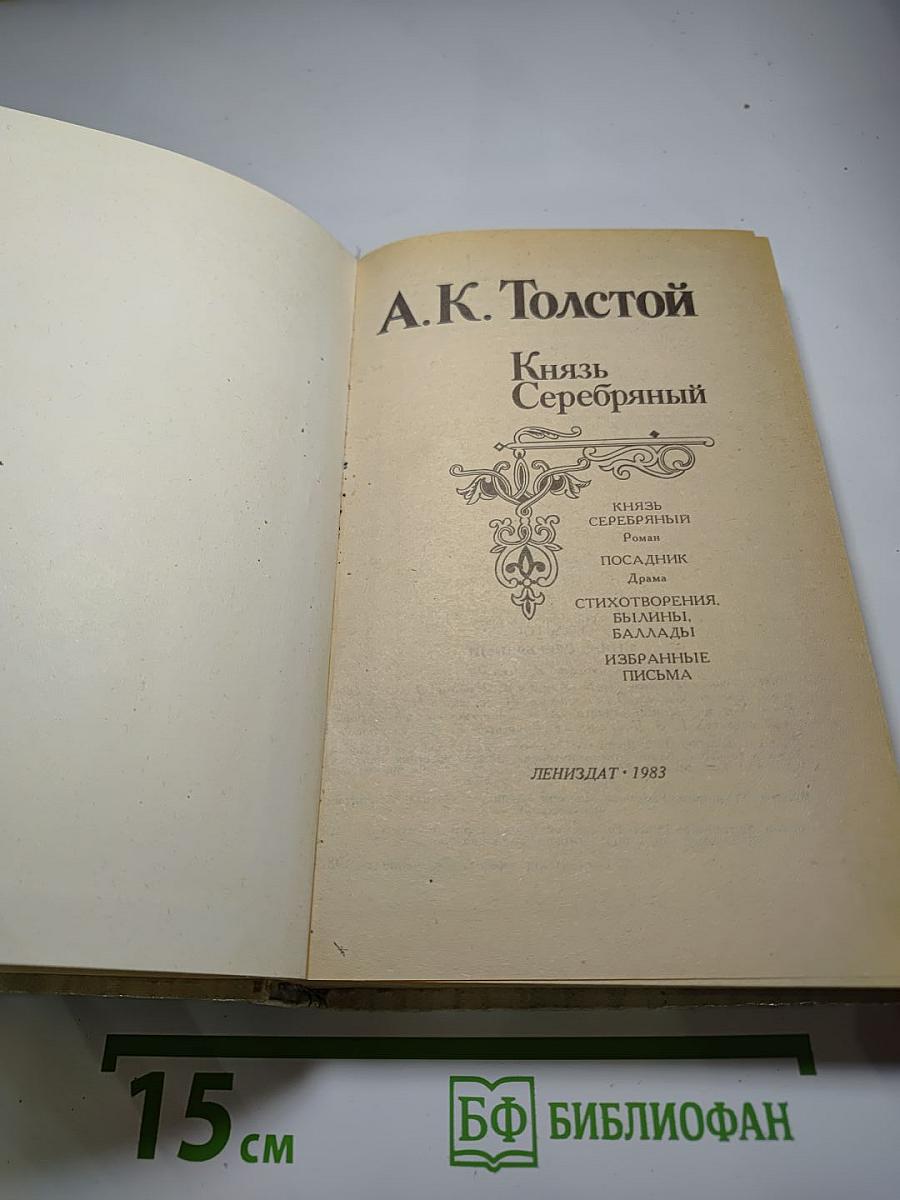 А.К. Толстой
Князь
Серебряный
КНЯЗЬ
СЕРЕБРЯНЫЙ
Роман
ПОСАДНИК
Драма
СТИХОТВОРЕНИЯ,
БЫЛИНЫ,
БАЛЛАДЫ
ИЗБРАННЫЕ
ПИСЬМА
ЛЕНИЗДАТ • 1983
15 см
БФ БИБЛИОФАН